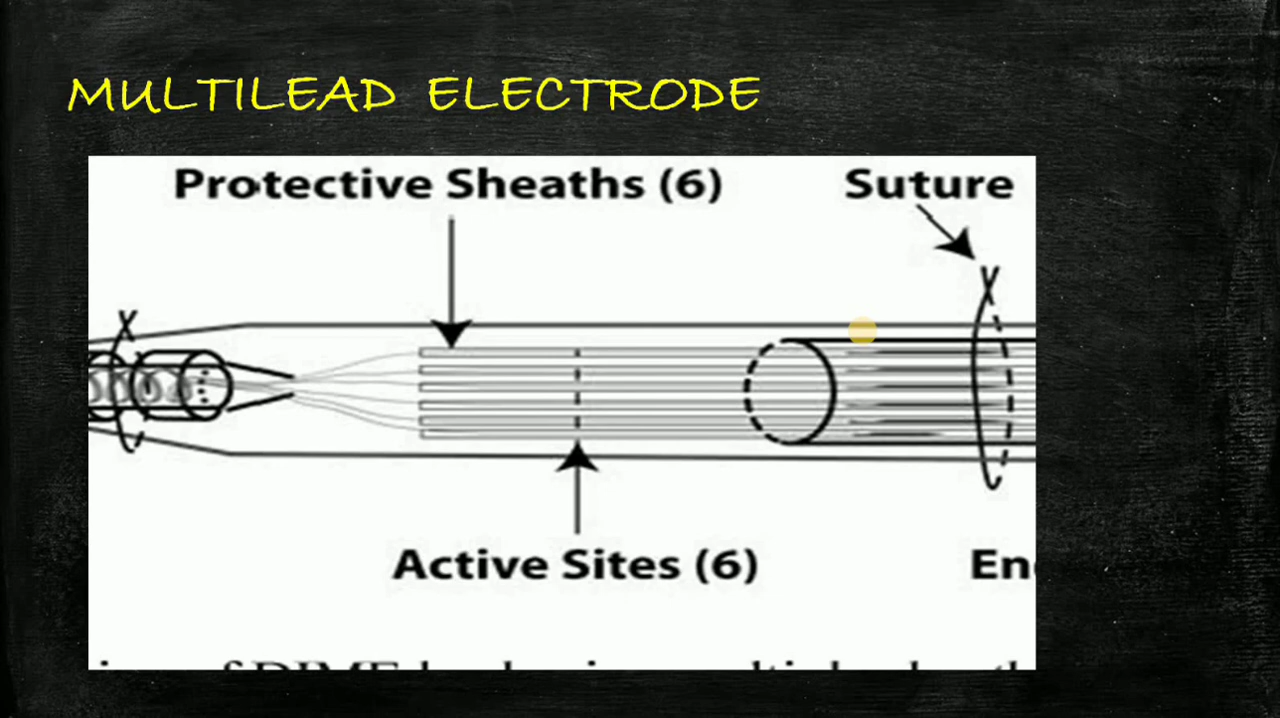 MULTILEAD ELECTRODE
Protective Sheaths (6)
Suture
Active Sites (6)